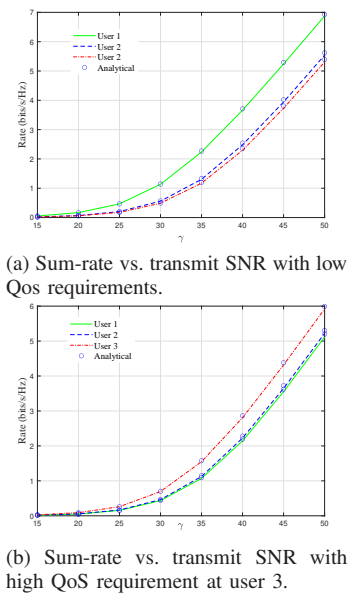 7
6
5
4
3
2
1
0
Rate (bits/s/Hz)
User 1
User 2
User 2
Analytical
15 20 25 30 35 40 45 50
γ
(a) Sum-rate vs. transmit SNR with low
Qos requirements.
6
5
4
3
2
1
0
Rate (bits/s/Hz)
User 1
User 2
User 3
Analytical
15 20 25 30 35 40 45 50
γ
(b) Sum-rate vs. transmit SNR with
high QoS requirement at user 3.